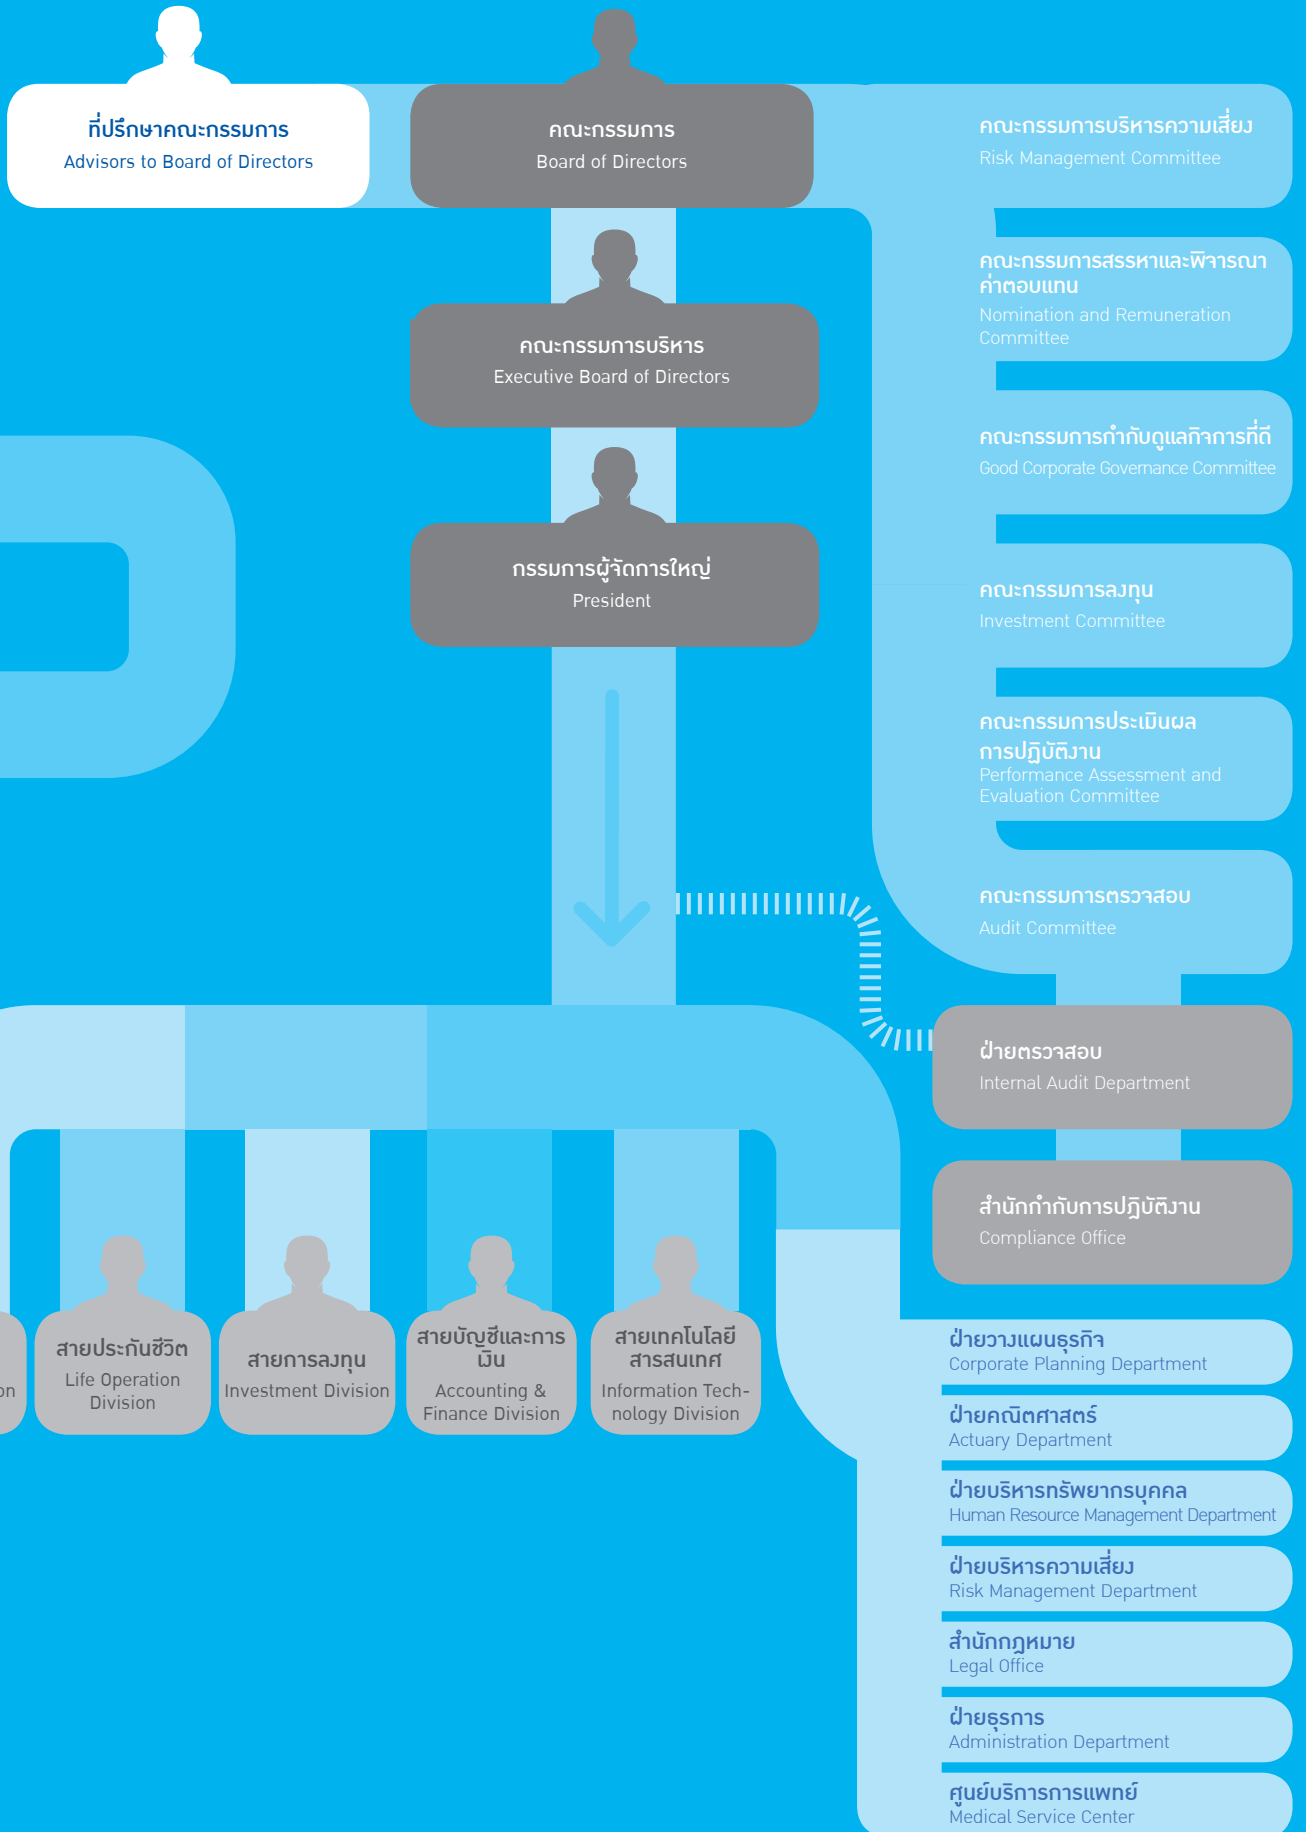 ที่ปรึกษาคณะกรรมการ
Advisors to Board of Directors
คณะกรรมการ
Board of Directors
คณะกรรมการบริหาร
Executive Board of Directors
กรรมการผู้จัดการใหญ่
President
คณะกรรมการบริหารความเสี่ยง
Risk Management Committee
คณะกรรมการสรรหาและพิจารณา
ค่าตอบแทน
Nomination and Remuneration
Committee
คณะกรรมการกำกับดูแลกิจการที่ดี
Good Corporate Governance Committee
คณะกรรมการลงทุน
Investment Committee
คณะกรรมการประเมินผล
การปฏิบัติงาน
Performance Assessment and
Evaluation Committee
คณะกรรมการตรวจสอบ
Audit Committee
ฝ่ายตรวจสอบ
Internal Audit Department
สำนักกำกับการปฏิบัติงาน
Compliance Office
on
สายประกันชีวิต
Life Operation
Division
สายการลงทุน
Investment Division
สายบัญชีและการ
เงิน
Accounting &
Finance Division
สายเทคโนโลยี
สารสนเทศ
Information Tech-
nology Division
ฝ่ายวางแผนธุรกิจ
Corporate Planning Department
ฝ่ายคณิตศาสตร์
Actuary Department
ฝ่ายบริหารทรัพยากรบุคคล
Human Resource Management Department
ฝ่ายบริหารความเสี่ยง
Risk Management Department
สำนักกฎหมาย
Legal Office
ฝ่ายธุรการ
Administration Department
ศูนย์บริการการแพทย์
Medical Service Center